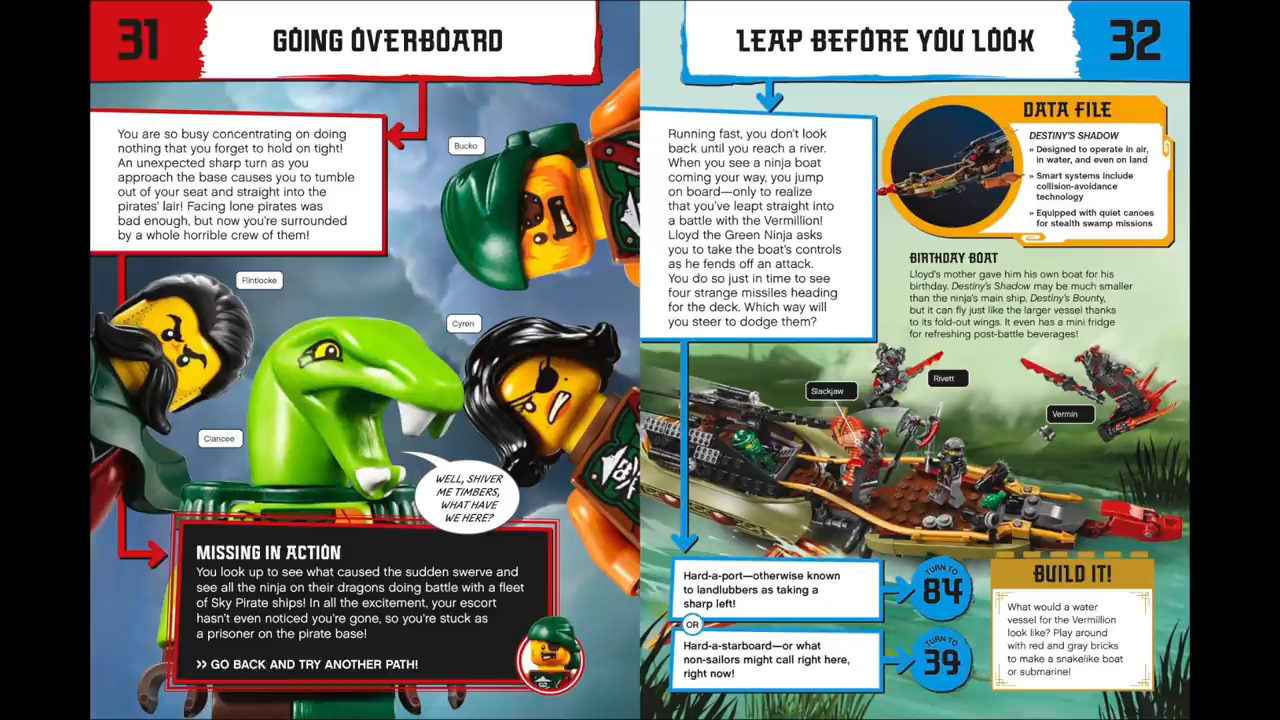 31
GOING OVERBOARD
You are so busy concentrating on doing
nothing that you forget to hold on tight!
An unexpected sharp turn as you
approach the base causes you to tumble
out of your seat and straight into the
pirates' lair! Facing lone pirates was
bad enough, but now you're surrounded
by a whole horrible crew of them!
Bucko
Flintlocke
Cyren
Clancee
WELL, SHIVER
ME TIMBERS,
WHAT HAVE
WE HERE?
MISSING IN ACTION
You look up to see what caused the sudden swerve and
see all the ninja on their dragons doing battle with a fleet
of Sky Pirate ships! In all the excitement, your escort
hasn't even noticed you're gone, so you're stuck as
a prisoner on the pirate base!
›› GO BACK AND TRY ANOTHER PATH!
LEAP BEFORE YOU LOOK
32
Running fast, you don't look
back until you reach a river.
When you see a ninja boat
coming your way, you jump
on board—only to realize
that you've leapt straight into
a battle with the Vermillion!
Lloyd the Green Ninja asks
you to take the boat's controls
as he fends off an attack.
You do so just in time to see
four strange missiles heading
for the deck. Which way will
you steer to dodge them?
DATA FILE
DESTINY'S SHADOW
» Designed to operate in air,
in water, and even on land
» Smart systems include
collision-avoidance
technology
» Equipped with quiet canoes
for stealth swamp missions
BIRTHDAY BOAT
Lloyd's mother gave him his own boat for his
birthday. Destiny's Shadow may be much smaller
than the ninja's main ship, Destiny's Bounty,
but it can fly just like the larger vessel thanks
to its fold-out wings. It even has a mini fridge
for refreshing post-battle beverages!
Slackjaw
Rivett
Vermin
Hard-a-port—otherwise known
to landlubbers as taking a
sharp left!
TURN TO
84
OR
Hard-a-starboard—or what
non-sailors might call right here,
right now!
TURN TO
39
BUILD IT!
What would a water
vessel for the Vermillion
look like? Play around
with red and gray bricks
to make a snakelike boat
or submarine!